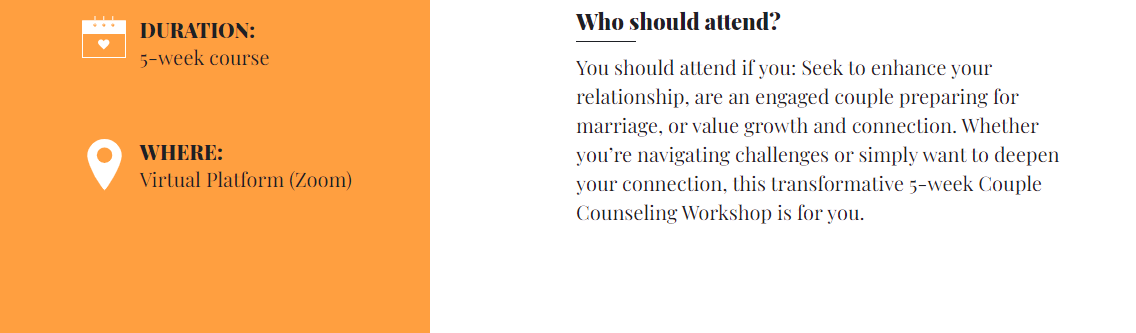 DURATION:
5-week course
WHERE:
Virtual Platform (Zoom)
Who should attend?
You should attend if you: Seek to enhance your
relationship, are an engaged couple preparing for
marriage, or value growth and connection. Whether
you’re navigating challenges or simply want to deepen
your connection, this transformative 5-week Couple
Counseling Workshop is for you.